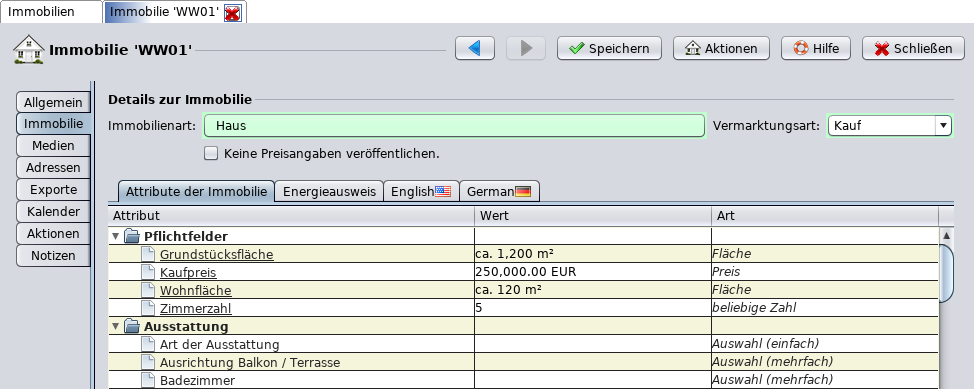 Immobilien Immobilie 'WW01'
Immobilie 'WW01' Speichern Aktionen Hilfe Schließen
Allgemein
Immobilie
Medien
Adressen
Exporte
Kalender
Aktionen
Notizen
Details zur Immobilie
Immobilienart: Haus Vermarktungsart: Kauf
Keine Preisangaben veröffentlichen.
Attribute der Immobilie Energieausweis English German
Attribut Wert Art
Pflichtfelder
Grundstücksfläche ca. 1,200 m² Fläche
Kaufpreis 250,000.00 EUR Preis
Wohnfläche ca. 120 m² Fläche
Zimmerzahl 5 beliebige Zahl
Ausstattung
Art der Ausstattung Auswahl (einfach)
Ausrichtung Balkon / Terrasse Auswahl (mehrfach)
Badezimmer Auswahl (mehrfach)